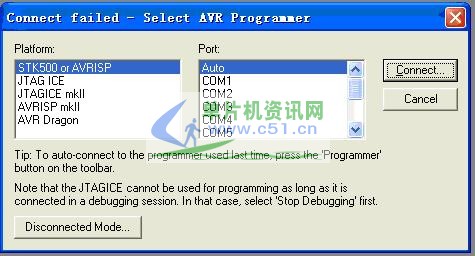 Connect failed - Select AVR Programmer
Platform:
STK500 or AVRISP
JTAG ICE
JTAGICE mkII
AVRISP mkII
AVR Dragon
Port:
Auto
COM1
COM2
COM3
COM4
COM5
Connect...
Cancel
单片机资讯网
www.c51.cn
Tip: To auto-connect to the programmer used last time, press the 'Programmer'
button on the toolbar.
Note that the JTAGICE cannot be used for programming as long as it is
connected in a debugging session. In that case, select 'Stop Debugging' first.
Disconnected Mode...